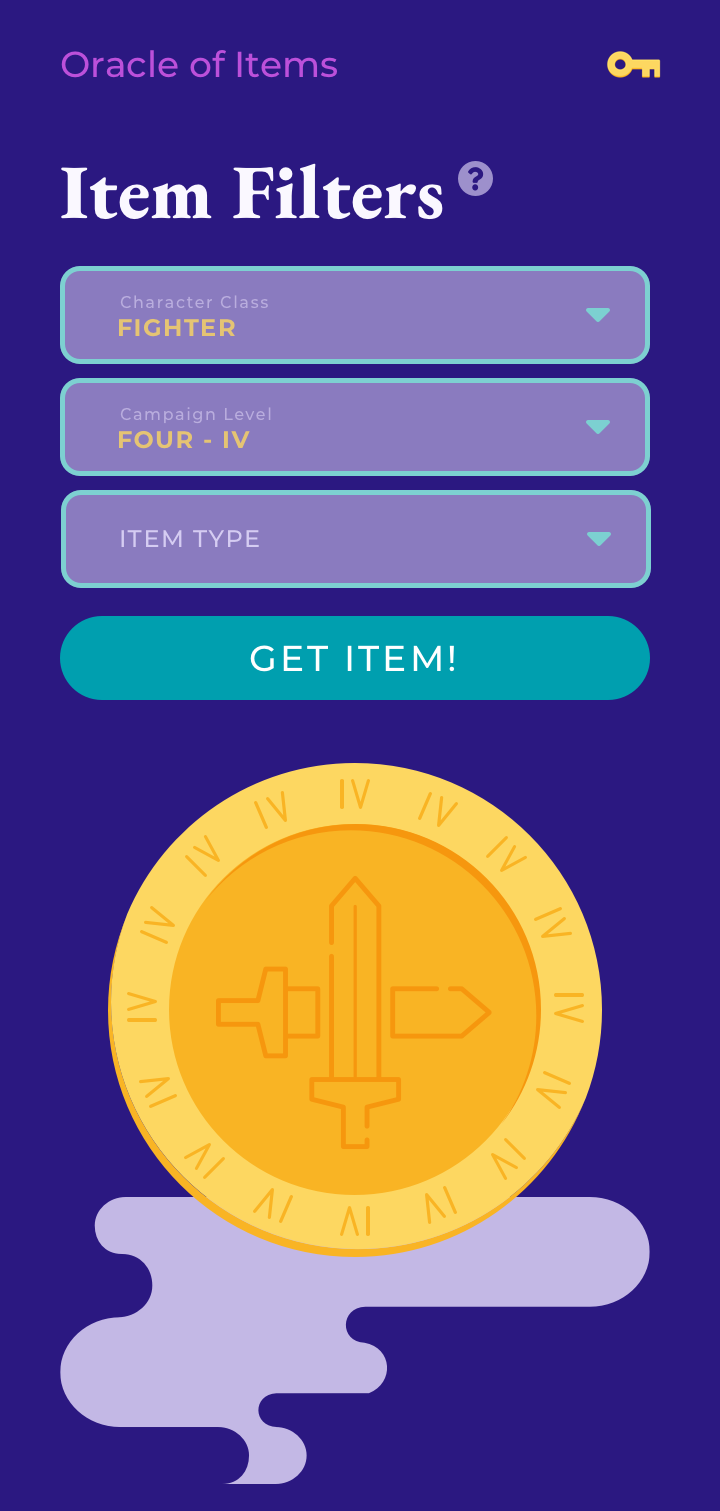 Oracle of Items
Item Filters ?
Character Class
FIGHTER
Campaign Level
FOUR - IV
ITEM TYPE
GET ITEM!
IV IV IV IV IV IV IV IV IV IV IV IV IV IV IV IV